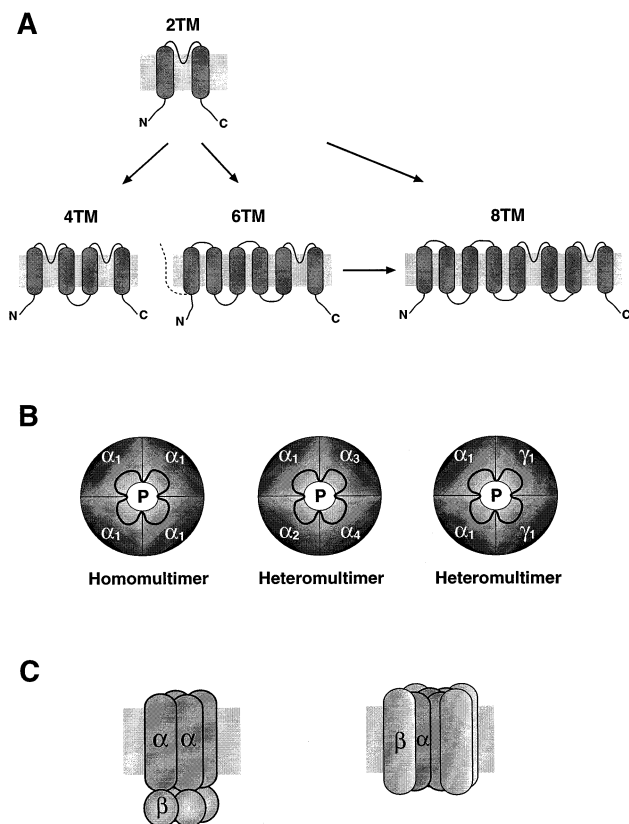 A
2TM
N C
4TM 6TM 8TM
N C N C N C
B
α1 α1 α1 α3 α1 γ1
P P P
α1 α1 α2 α4 α1 γ1
Homomultimer Heteromultimer Heteromultimer
C
α α β α
β